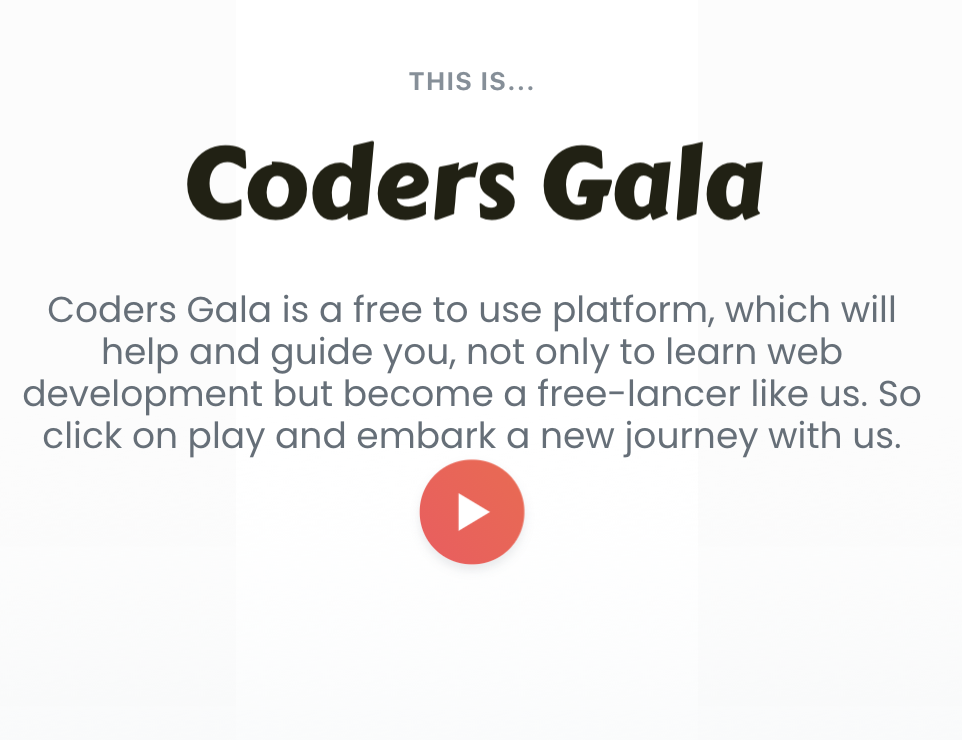 THIS IS...
Coders Gala
Coders Gala is a free to use platform, which will
help and guide you, not only to learn web
development but become a free-lancer like us. So
click on play and embark a new journey with us.